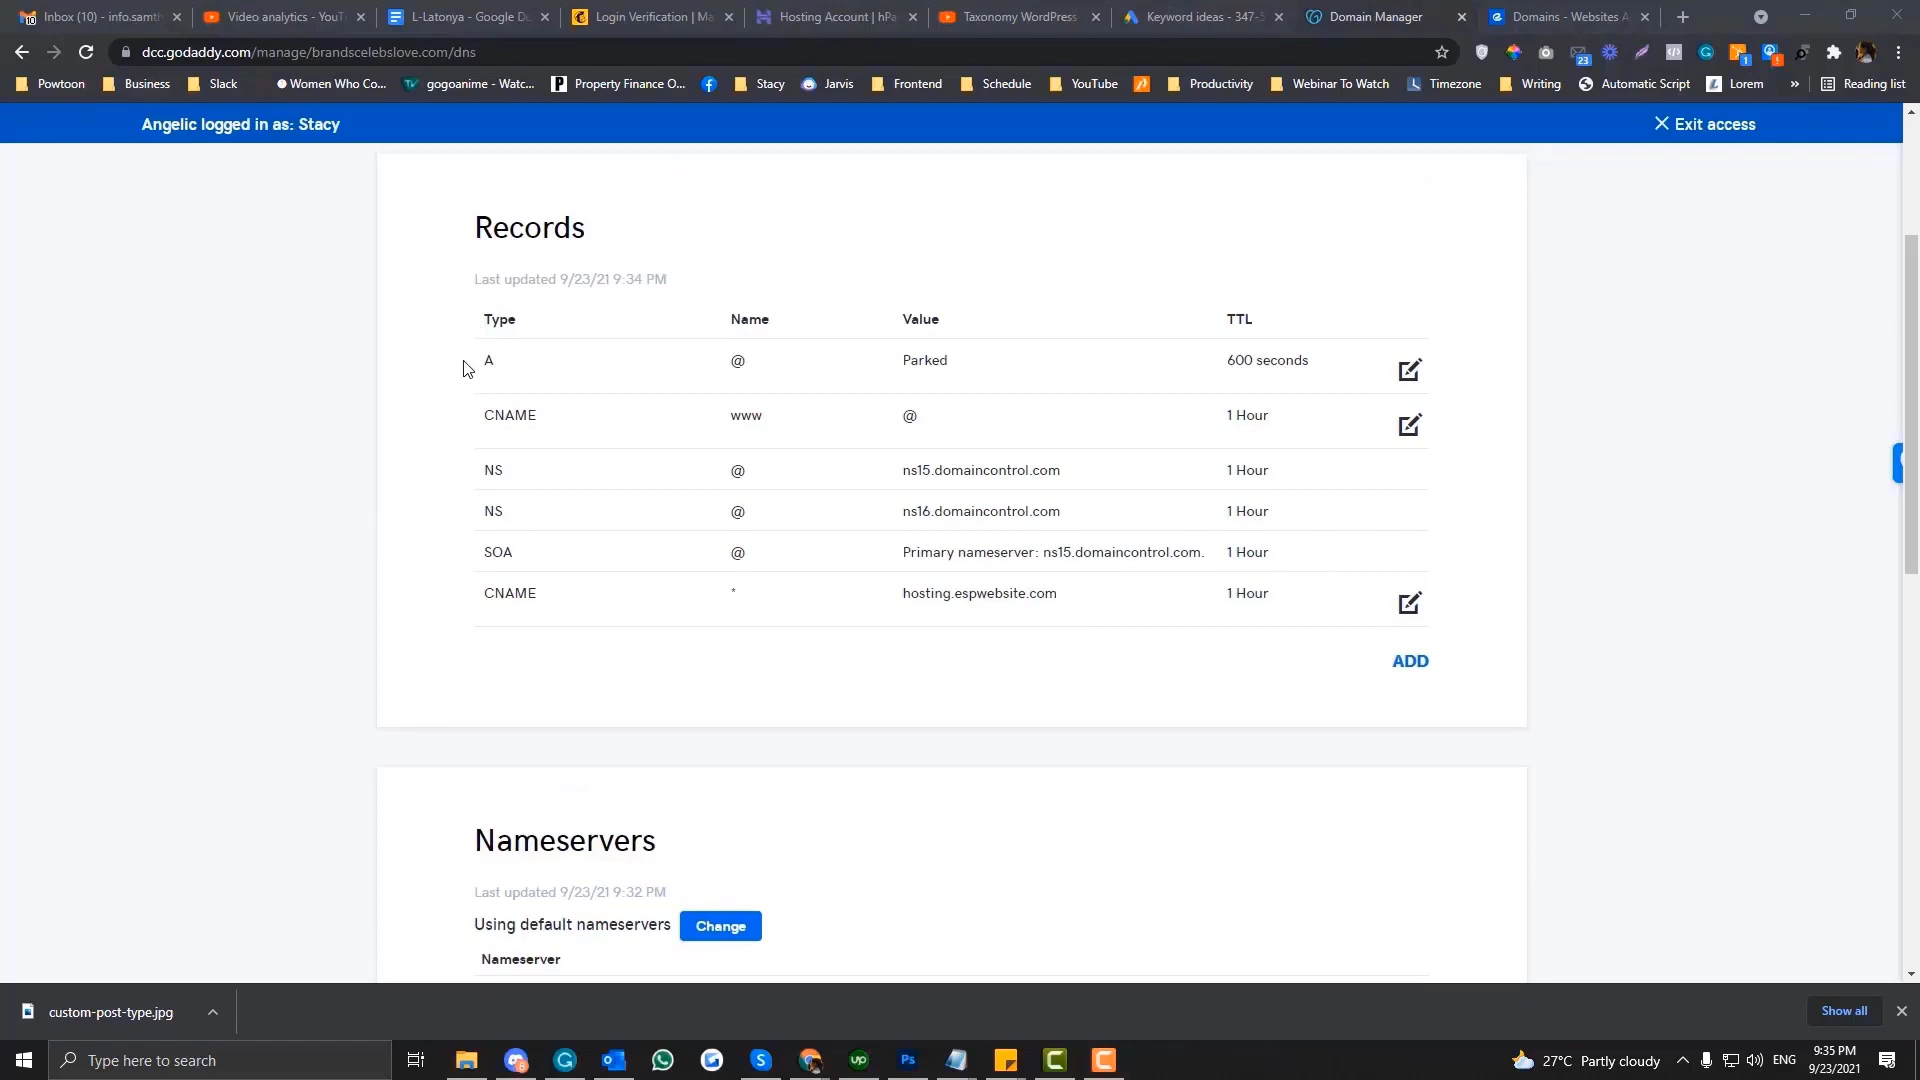 Inbox (10) - info.samth
Video analytics - YouT
L-Latonya - Google Do
Login Verification | Ma
Hosting Account | hPa
Taxonomy WordPress
Keyword ideas - 347-5
Domain Manager
Domains - Websites A
dcc.godaddy.com/manage/brandscelebslove.com/dns
23
1
Powtoon
Business
Slack
Women Who Co...
gogoanime - Watc...
Property Finance O...
Stacy
Jarvis
Frontend
Schedule
YouTube
Productivity
Webinar To Watch
Timezone
Writing
Automatic Script
Lorem
»
Reading list
Angelic logged in as: Stacy
Exit access
Records
Last updated 9/23/21 9:34 PM
Type Name Value TTL
A @ Parked 600 seconds
CNAME www @ 1 Hour
NS @ ns15.domaincontrol.com 1 Hour
NS @ ns16.domaincontrol.com 1 Hour
SOA @ Primary nameserver: ns15.domaincontrol.com. 1 Hour
CNAME * hosting.espwebsite.com 1 Hour
ADD
Nameservers
Last updated 9/23/21 9:32 PM
Using default nameservers Change
Nameserver
custom-post-type.jpg
Show all
Type here to search
27°C Partly cloudy
ENG
9:35 PM
9/23/2021